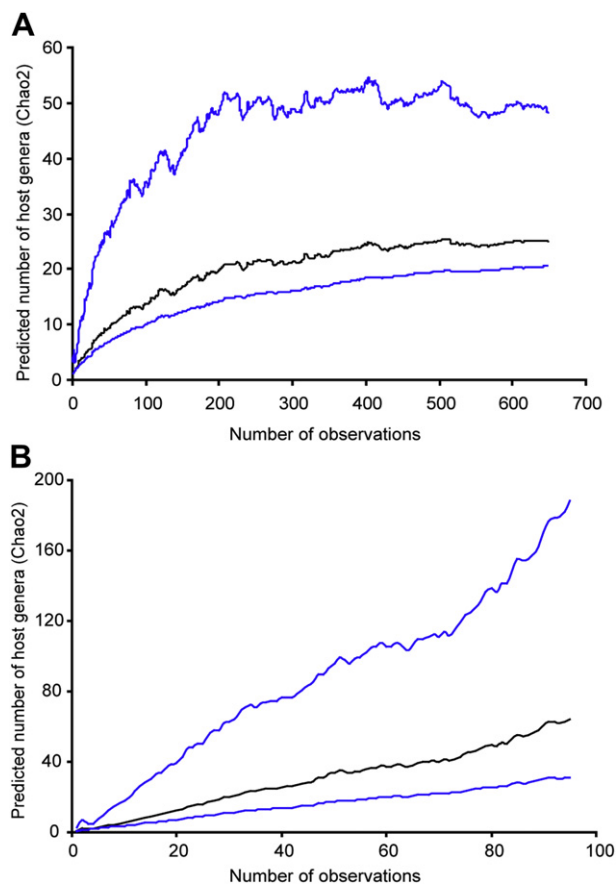 A
Predicted number of host genera (Chao2)
60
50
40
30
20
10
0
0 100 200 300 400 500 600 700
Number of observations
B
Predicted number of host genera (Chao2)
200
160
120
80
40
0
0 20 40 60 80 100
Number of observations